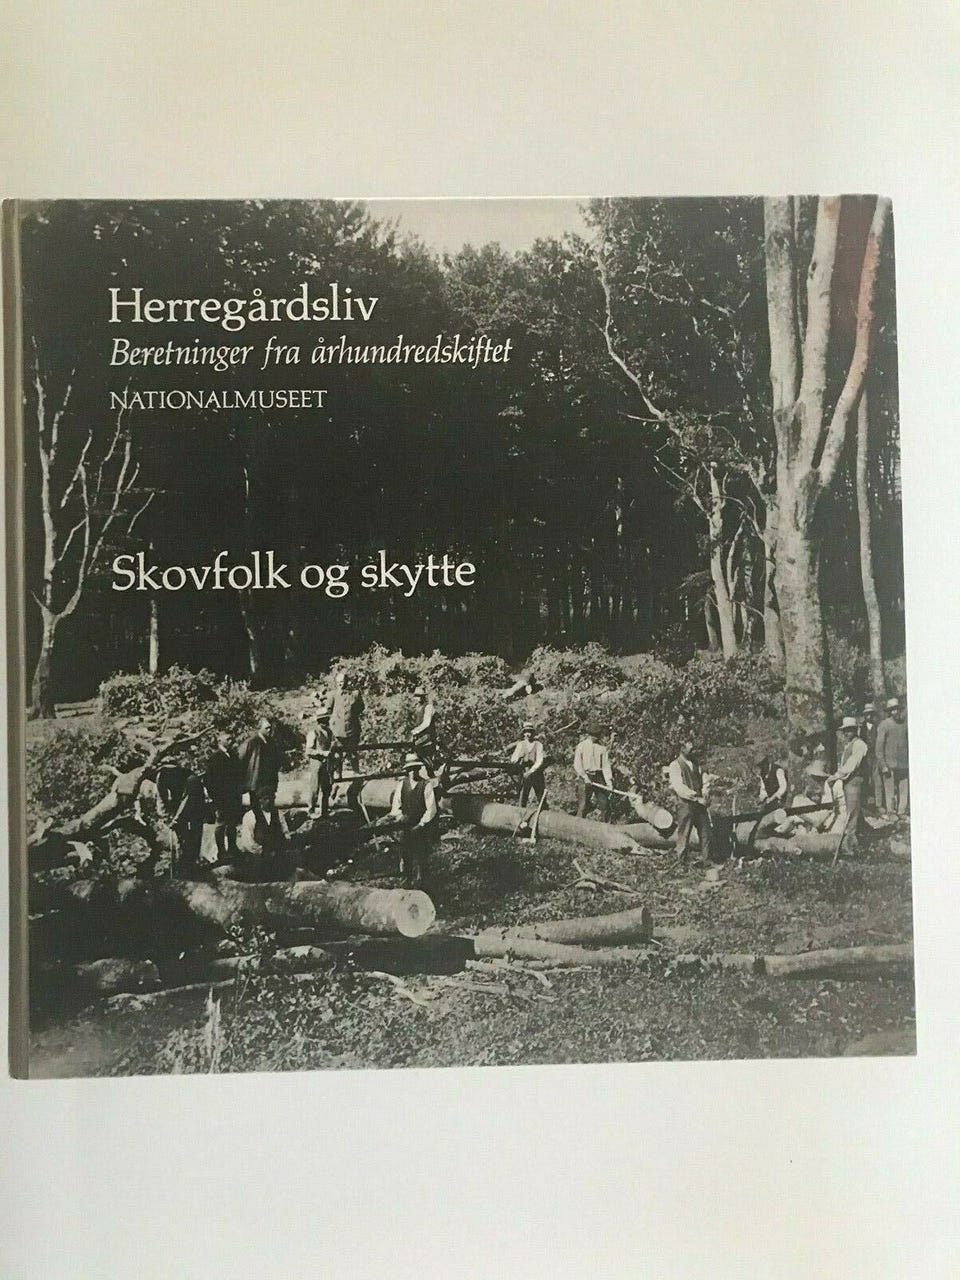 Herregårdsliv
Beretninger fra århundredskiftet
NATIONALMUSEET
Skovfolk og skytte